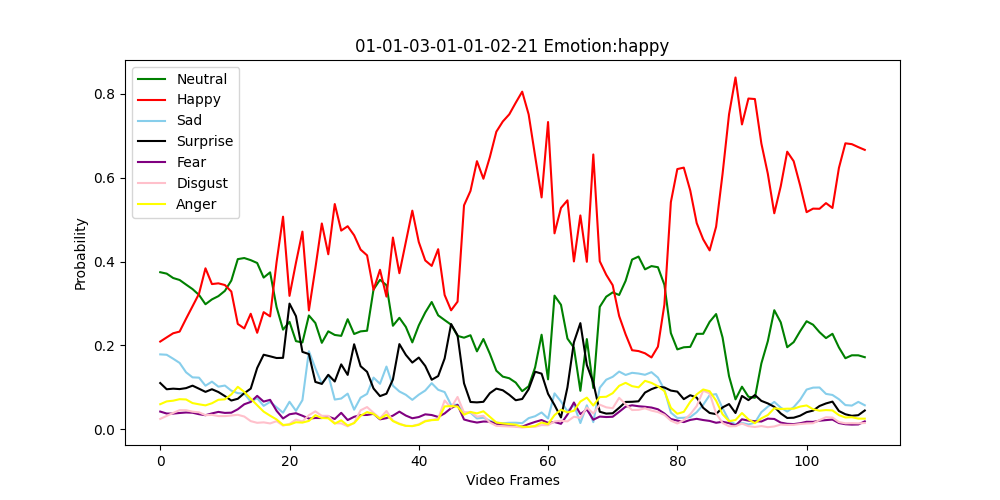 01-01-03-01-01-02-21 Emotion:happy
Neutral
Happy
Sad
Surprise
Fear
Disgust
Anger
Probability
0.8
0.6
0.4
0.2
0.0
0 20 40 60 80 100
Video Frames